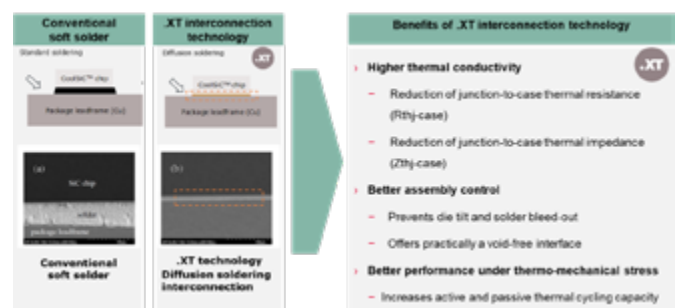 Conventional
soft solder
Standard soldering
CoolSiC™ chip
Package leadframe (Cu)
(a)
SiC chip
solder
package leadframe
Conventional
soft solder
.XT interconnection
technology
Diffusion soldering
.XT
CoolSiC™ chip
Package leadframe (Cu)
(b)
.XT technology
Diffusion soldering
interconnection
Benefits of .XT interconnection technology
.XT
› Higher thermal conductivity
– Reduction of junction-to-case thermal resistance
(Rthj-case)
– Reduction of junction-to-case thermal impedance
(Zthj-case)
› Better assembly control
– Prevents die tilt and solder bleed-out
– Offers practically a void-free interface
› Better performance under thermo-mechanical stress
– Increases active and passive thermal cycling capacity